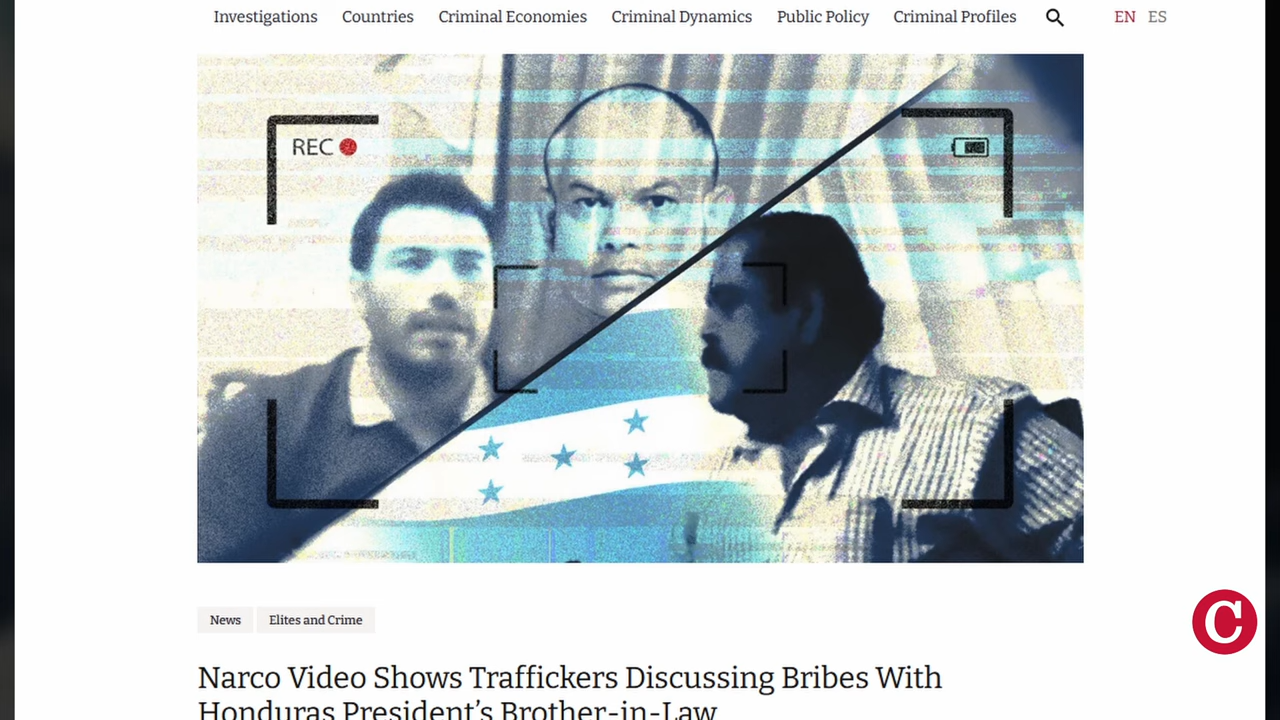 Investigations Countries Criminal Economies Criminal Dynamics Public Policy Criminal Profiles EN ES
REC
News Elites and Crime
Narco Video Shows Traffickers Discussing Bribes With
Honduras President's Brother-in-Law
C